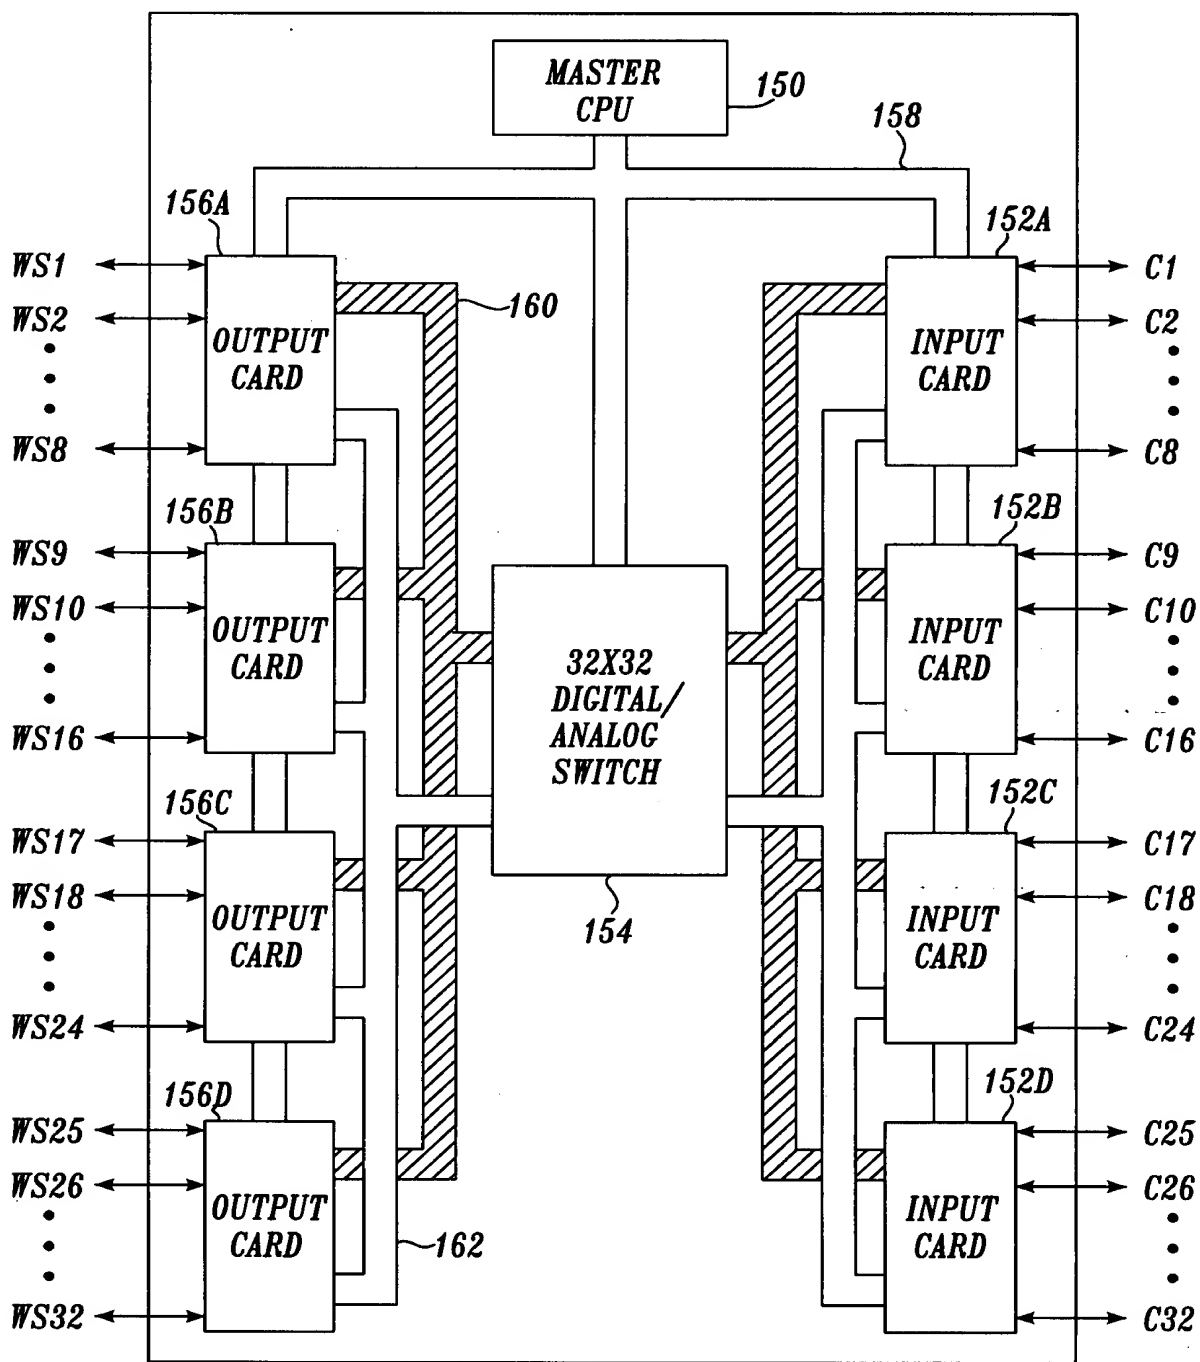 MASTER
CPU
150
158
156A
152A
WS1
C1
WS2
C2
160
OUTPUT
CARD
INPUT
CARD
WS8
C8
156B
152B
WS9
C9
WS10
C10
OUTPUT
CARD
INPUT
CARD
32X32
DIGITAL/
ANALOG
SWITCH
WS16
C16
156C
152C
WS17
C17
WS18
C18
OUTPUT
CARD
INPUT
CARD
154
WS24
C24
156D
152D
WS25
C25
WS26
C26
OUTPUT
CARD
INPUT
CARD
162
WS32
C32